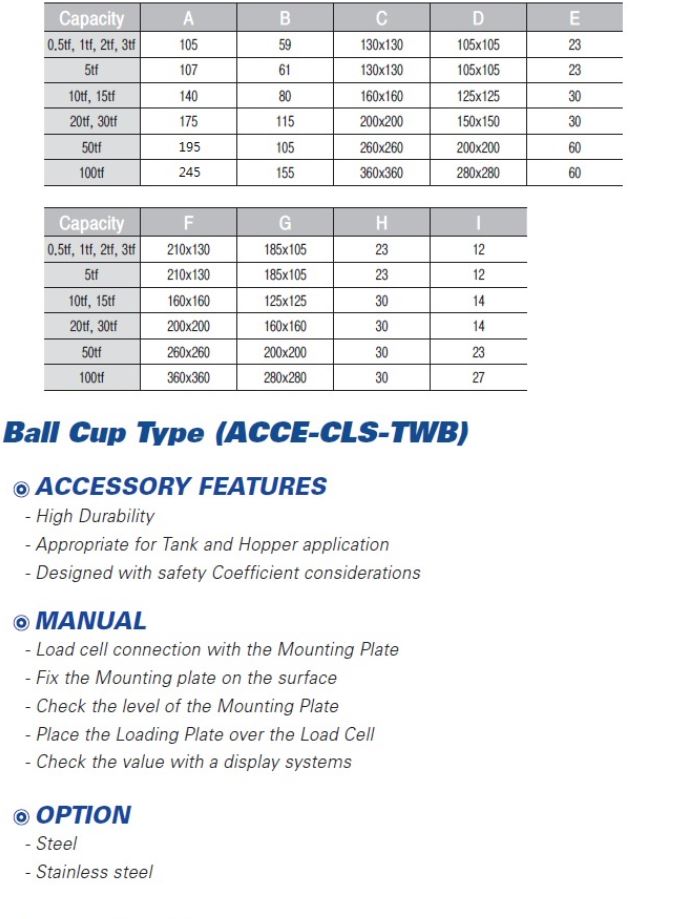 Capacity A B C D E
0.5tf, 1tf, 2tf, 3tf 105 59 130x130 105x105 23
5tf 107 61 130x130 105x105 23
10tf, 15tf 140 80 160x160 125x125 30
20tf, 30tf 175 115 200x200 150x150 30
50tf 195 105 260x260 200x200 60
100tf 245 155 360x360 280x280 60
Capacity F G H I
0.5tf, 1tf, 2tf, 3tf 210x130 185x105 23 12
5tf 210x130 185x105 23 12
10tf, 15tf 160x160 125x125 30 14
20tf, 30tf 200x200 160x160 30 14
50tf 260x260 200x200 30 23
100tf 360x360 280x280 30 27
Ball Cup Type (ACCE-CLS-TWB)
ACCESSORY FEATURES
- High Durability
- Appropriate for Tank and Hopper application
- Designed with safety Coefficient considerations
MANUAL
- Load cell connection with the Mounting Plate
- Fix the Mounting plate on the surface
- Check the level of the Mounting Plate
- Place the Loading Plate over the Load Cell
- Check the value with a display systems
OPTION
- Steel
- Stainless steel